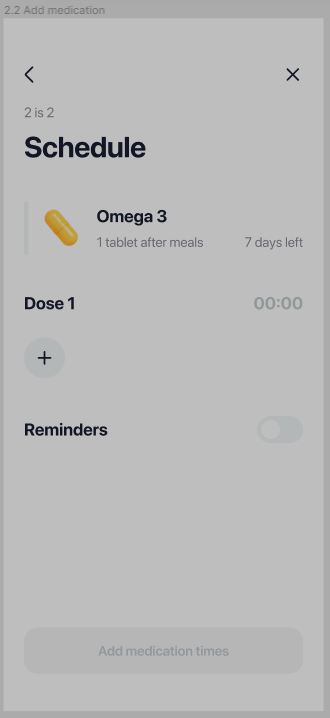 2.2 Add medication
2 is 2
Schedule
Omega 3
1 tablet after meals 7 days left
Dose 1 00:00
+
Reminders
Add medication times